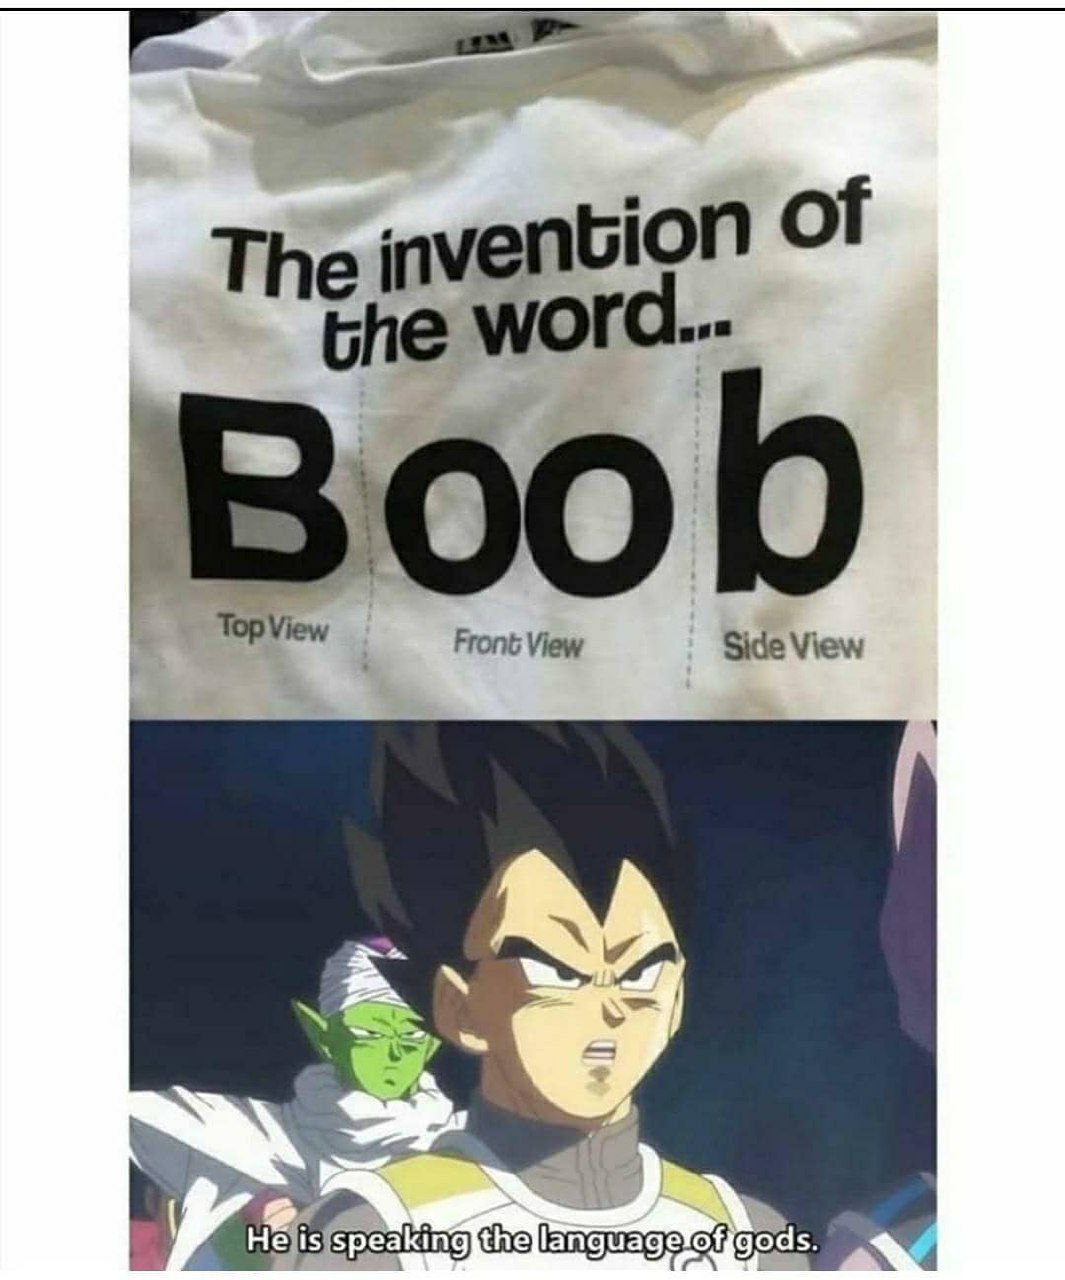 The invention of
the word...
Boob
Top View
Front View
Side View
He is speaking the language of gods.